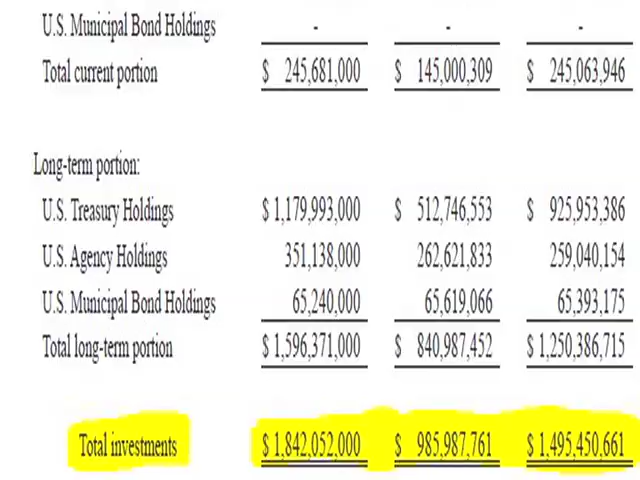 U.S. Municipal Bond Holdings - - -
Total current portion $ 245,681,000 $ 145,000,309 $ 245,063,946
Long-term portion:
U.S. Treasury Holdings $ 1,179,993,000 $ 512,746,553 $ 925,953,386
U.S. Agency Holdings 351,138,000 262,621,833 259,040,154
U.S. Municipal Bond Holdings 65,240,000 65,619,066 65,393,175
Total long-term portion $ 1,596,371,000 $ 840,987,452 $ 1,250,386,715
Total investments $ 1,842,052,000 $ 985,987,761 $ 1,495,450,661